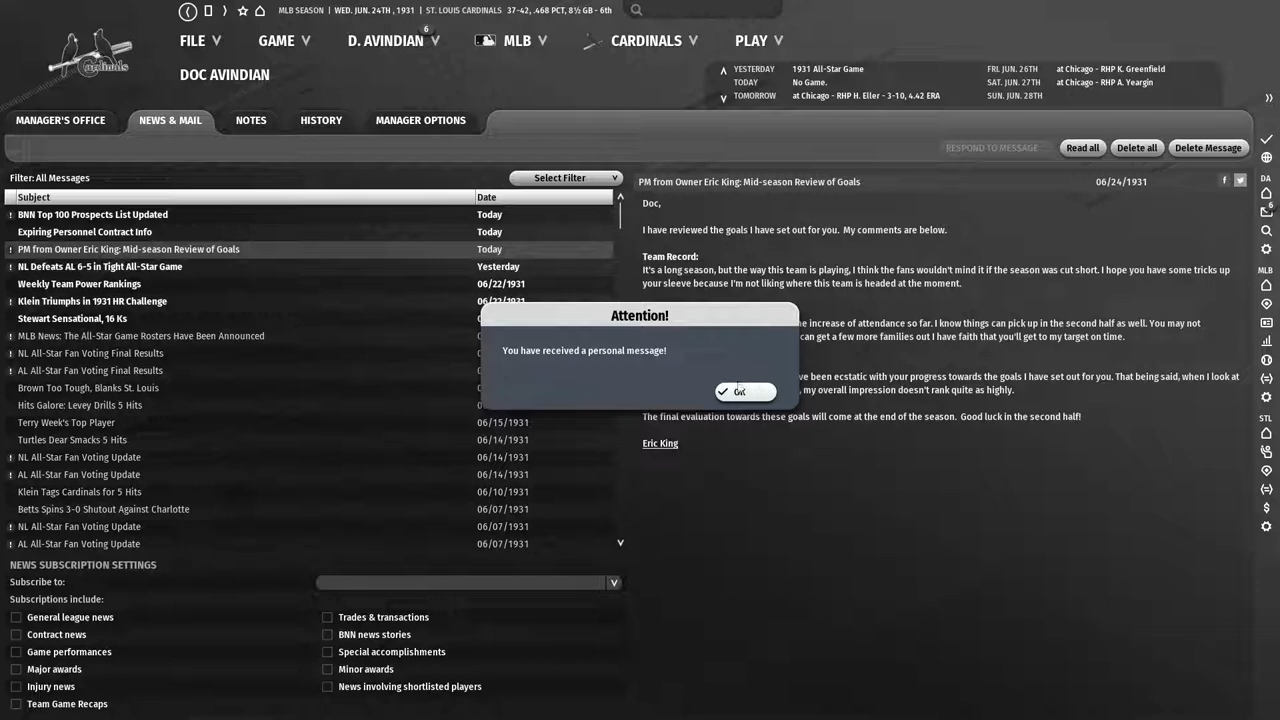 MLB SEASON | WED. JUN. 24TH , 1931 | ST. LOUIS CARDINALS 37-42, .468 PCT, 8½ GB - 6th
Cardinals
FILE GAME D. AVINDIAN 6 MLB CARDINALS PLAY
DOC AVINDIAN
YESTERDAY 1931 All-Star Game FRI JUN. 26TH at Chicago - RHP K. Greenfield
TODAY No Game. SAT. JUN. 27TH at Chicago - RHP A. Yeargin
TOMORROW at Chicago - RHP H. Eller - 3-10, 4.42 ERA SUN. JUN. 28TH
MANAGER'S OFFICE NEWS & MAIL NOTES HISTORY MANAGER OPTIONS
RESPOND TO MESSAGE Read all Delete all Delete Message
Filter: All Messages Select Filter
Subject Date
! BNN Top 100 Prospects List Updated Today
Expiring Personnel Contract Info Today
! PM from Owner Eric King: Mid-season Review of Goals Today
! NL Defeats AL 6-5 in Tight All-Star Game Yesterday
Weekly Team Power Rankings 06/22/1931
! Klein Triumphs in 1931 HR Challenge 06/22/1931
Stewart Sensational, 16 Ks
! MLB News: The All-Star Game Rosters Have Been Announced
! NL All-Star Fan Voting Final Results
! AL All-Star Fan Voting Final Results
Brown Too Tough, Blanks St. Louis
Hits Galore: Levey Drills 5 Hits
Terry Week's Top Player 06/15/1931
Turtles Dear Smacks 5 Hits 06/14/1931
! NL All-Star Fan Voting Update 06/14/1931
! AL All-Star Fan Voting Update 06/14/1931
Klein Tags Cardinals for 5 Hits 06/10/1931
Betts Spins 3-0 Shutout Against Charlotte 06/07/1931
! NL All-Star Fan Voting Update 06/07/1931
! AL All-Star Fan Voting Update 06/07/1931
PM from Owner Eric King: Mid-season Review of Goals 06/24/1931
Doc,
I have reviewed the goals I have set out for you. My comments are below.
Team Record:
It's a long season, but the way this team is playing, I think the fans wouldn't mind it if the season was cut short. I hope you have some tricks up
your sleeve because I'm not liking where this team is headed at the moment.
he increase of attendance so far. I know things can pick up in the second half as well. You may not
can get a few more families out I have faith that you'll get to my target on time.
ve been ecstatic with your progress towards the goals I have set out for you. That being said, when I look at
, my overall impression doesn't rank quite as highly.
The final evaluation towards these goals will come at the end of the season. Good luck in the second half!
Eric King
Attention!
You have received a personal message!
OK
NEWS SUBSCRIPTION SETTINGS
Subscribe to:
Subscriptions include:
General league news Trades & transactions
Contract news BNN news stories
Game performances Special accomplishments
Major awards Minor awards
Injury news News involving shortlisted players
Team Game Recaps
DA
6
MLB
STL